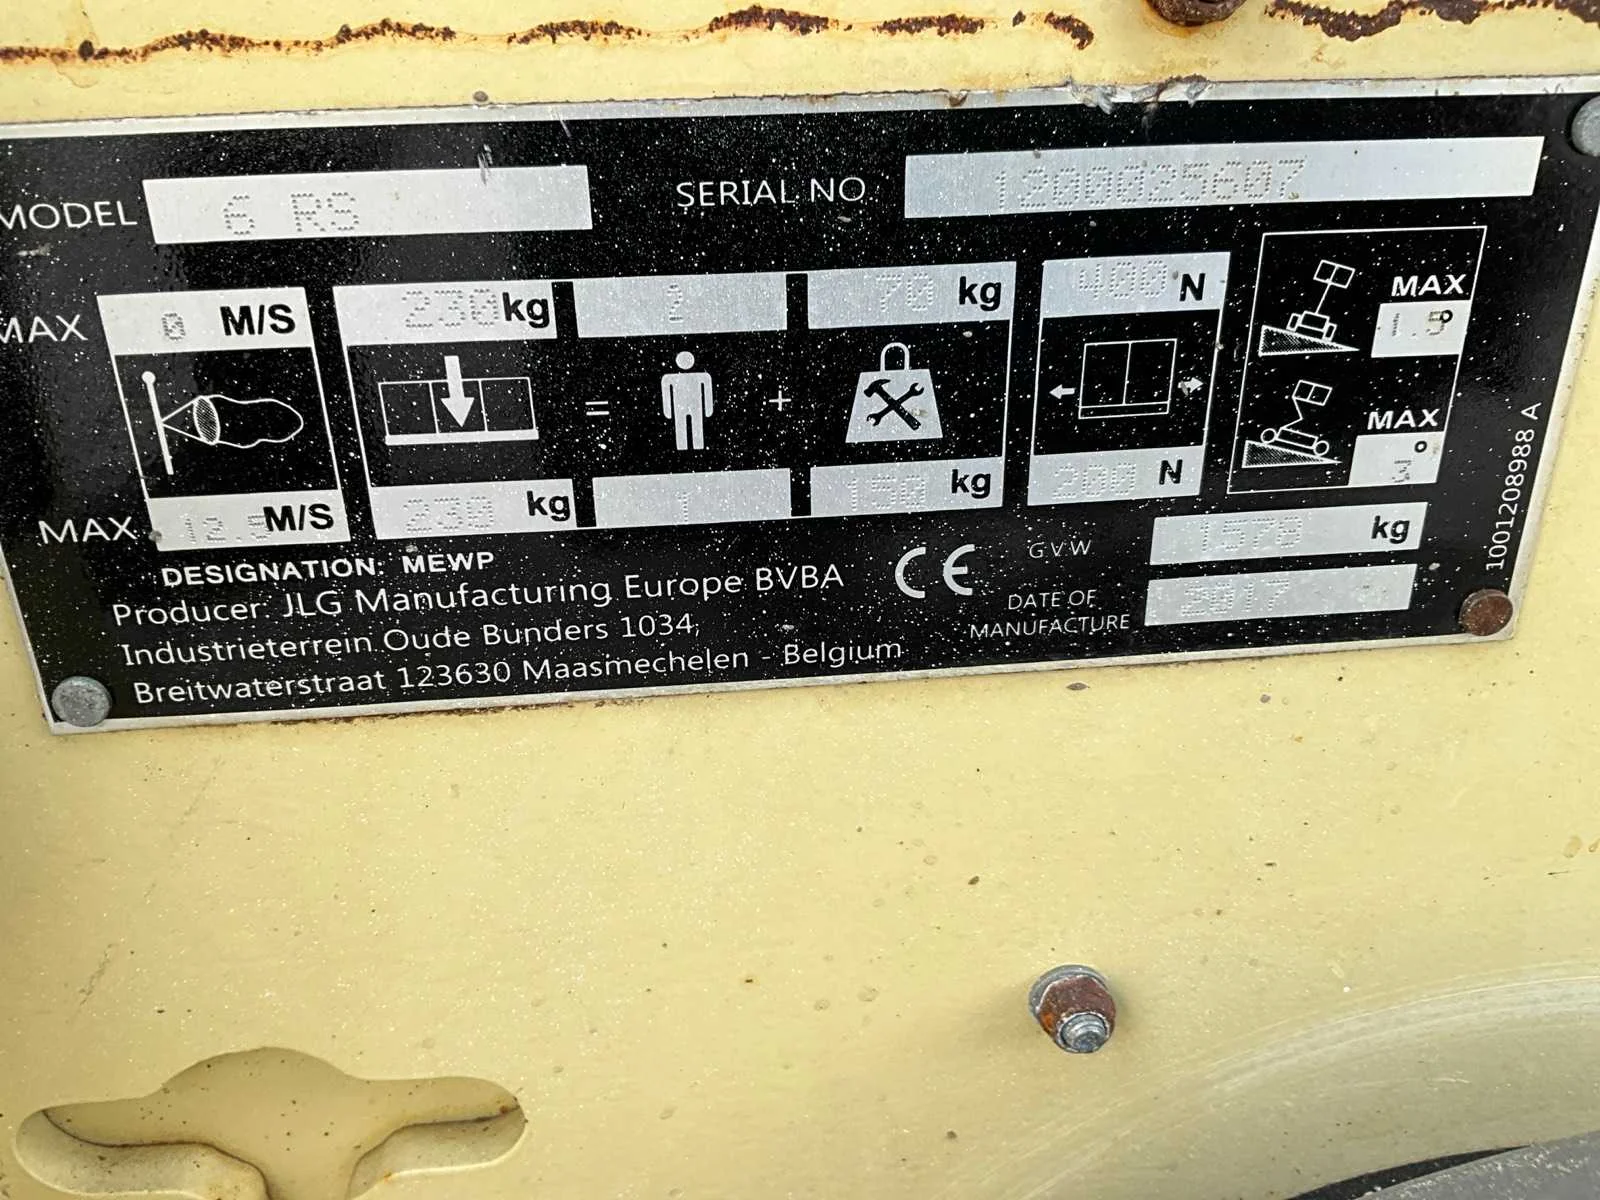 MODEL 6 RS SERIAL NO 1200025607
MAX 0 M/S 230 kg 2 70 kg 400 N MAX 1.5°
= +
MAX 3°
MAX 12.5 M/S 230 kg 1 150 kg 200 N
DESIGNATION: MEWP
Producer: JLG Manufacturing Europe BVBA
Industrieterrein Oude Bunders 1034,
Breitwaterstraat 123630 Maasmechelen - Belgium
CE
G.V.W 1578 kg
DATE OF
MANUFACTURE 2017
1001208988 A